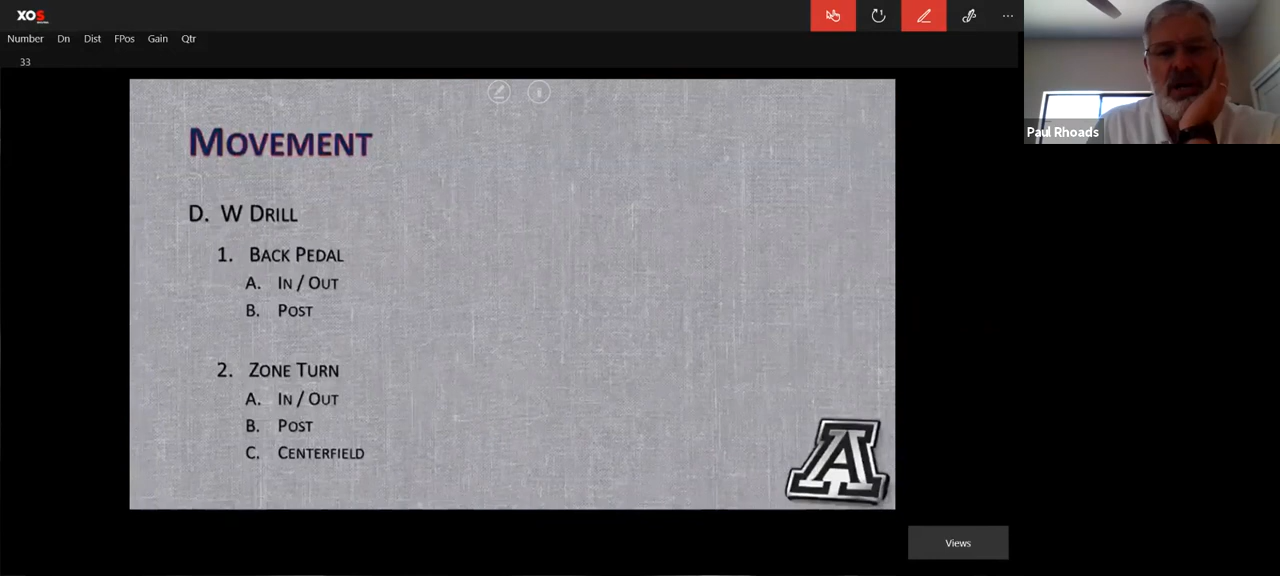 XOS
Number Dn Dist FPos Gain Qtr
33
Paul Rhoads
MOVEMENT
D. W DRILL
1. BACK PEDAL
A. IN / OUT
B. POST
2. ZONE TURN
A. IN / OUT
B. POST
C. CENTERFIELD
A
Views